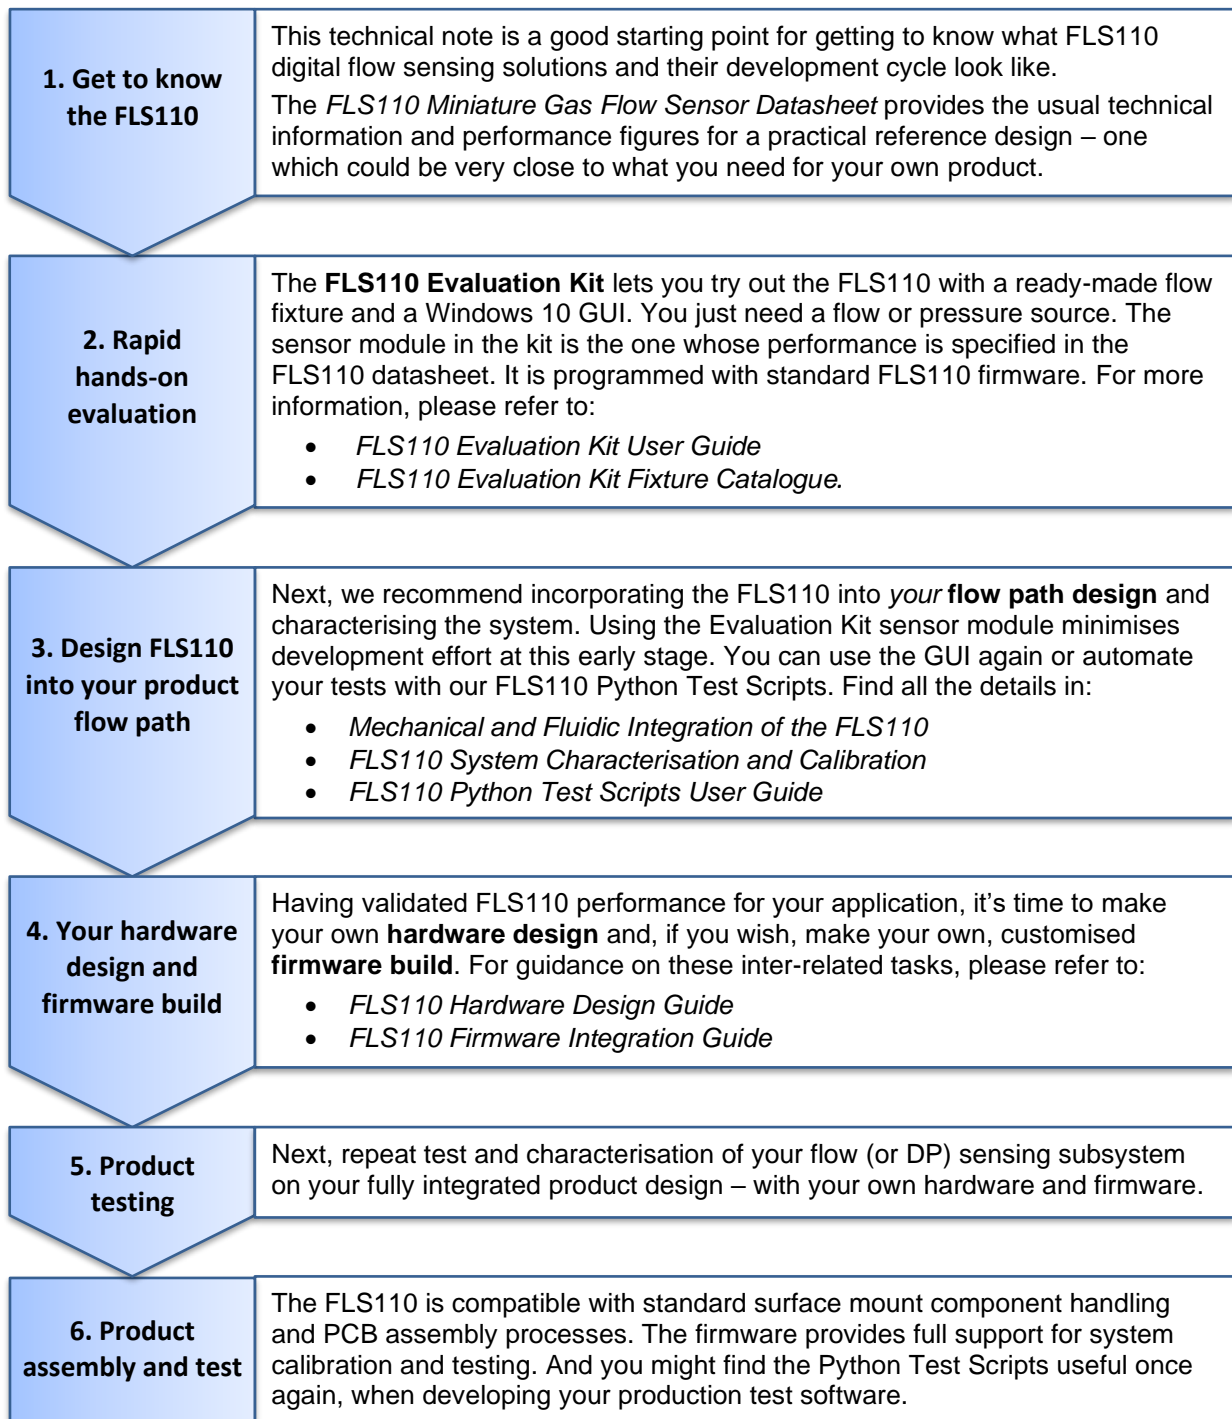 1. Get to know
the FLS110
This technical note is a good starting point for getting to know what FLS110
digital flow sensing solutions and their development cycle look like.
The FLS110 Miniature Gas Flow Sensor Datasheet provides the usual technical
information and performance figures for a practical reference design – one
which could be very close to what you need for your own product.
2. Rapid
hands-on
evaluation
The FLS110 Evaluation Kit lets you try out the FLS110 with a ready-made flow
fixture and a Windows 10 GUI. You just need a flow or pressure source. The
sensor module in the kit is the one whose performance is specified in the
FLS110 datasheet. It is programmed with standard FLS110 firmware. For more
information, please refer to:
• FLS110 Evaluation Kit User Guide
• FLS110 Evaluation Kit Fixture Catalogue.
3. Design FLS110
into your product
flow path
Next, we recommend incorporating the FLS110 into your flow path design and
characterising the system. Using the Evaluation Kit sensor module minimises
development effort at this early stage. You can use the GUI again or automate
your tests with our FLS110 Python Test Scripts. Find all the details in:
• Mechanical and Fluidic Integration of the FLS110
• FLS110 System Characterisation and Calibration
• FLS110 Python Test Scripts User Guide
4. Your hardware
design and
firmware build
Having validated FLS110 performance for your application, it’s time to make
your own hardware design and, if you wish, make your own, customised
firmware build. For guidance on these inter-related tasks, please refer to:
• FLS110 Hardware Design Guide
• FLS110 Firmware Integration Guide
5. Product
testing
Next, repeat test and characterisation of your flow (or DP) sensing subsystem
on your fully integrated product design – with your own hardware and firmware.
6. Product
assembly and test
The FLS110 is compatible with standard surface mount component handling
and PCB assembly processes. The firmware provides full support for system
calibration and testing. And you might find the Python Test Scripts useful once
again, when developing your production test software.